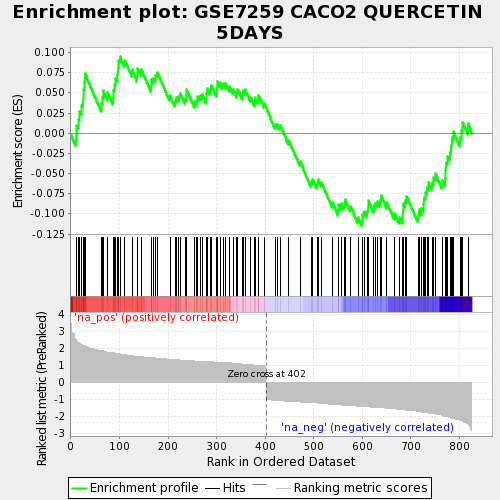 Enrichment plot: GSE7259 CACO2 QUERCETIN
5DAYS
Enrichment score (ES)
0.100
0.075
0.050
0.025
0.000
-0.025
-0.050
-0.075
-0.100
-0.125
'na_pos' (positively correlated)
Ranked list metric (PreRanked)
4
3
2
1
0
-1
-2
-3
Zero cross at 402
'na_neg' (negatively correlated)
0
100
200
300
400
500
600
700
800
Rank in Ordered Dataset
Enrichment profile
Hits
Ranking metric scores